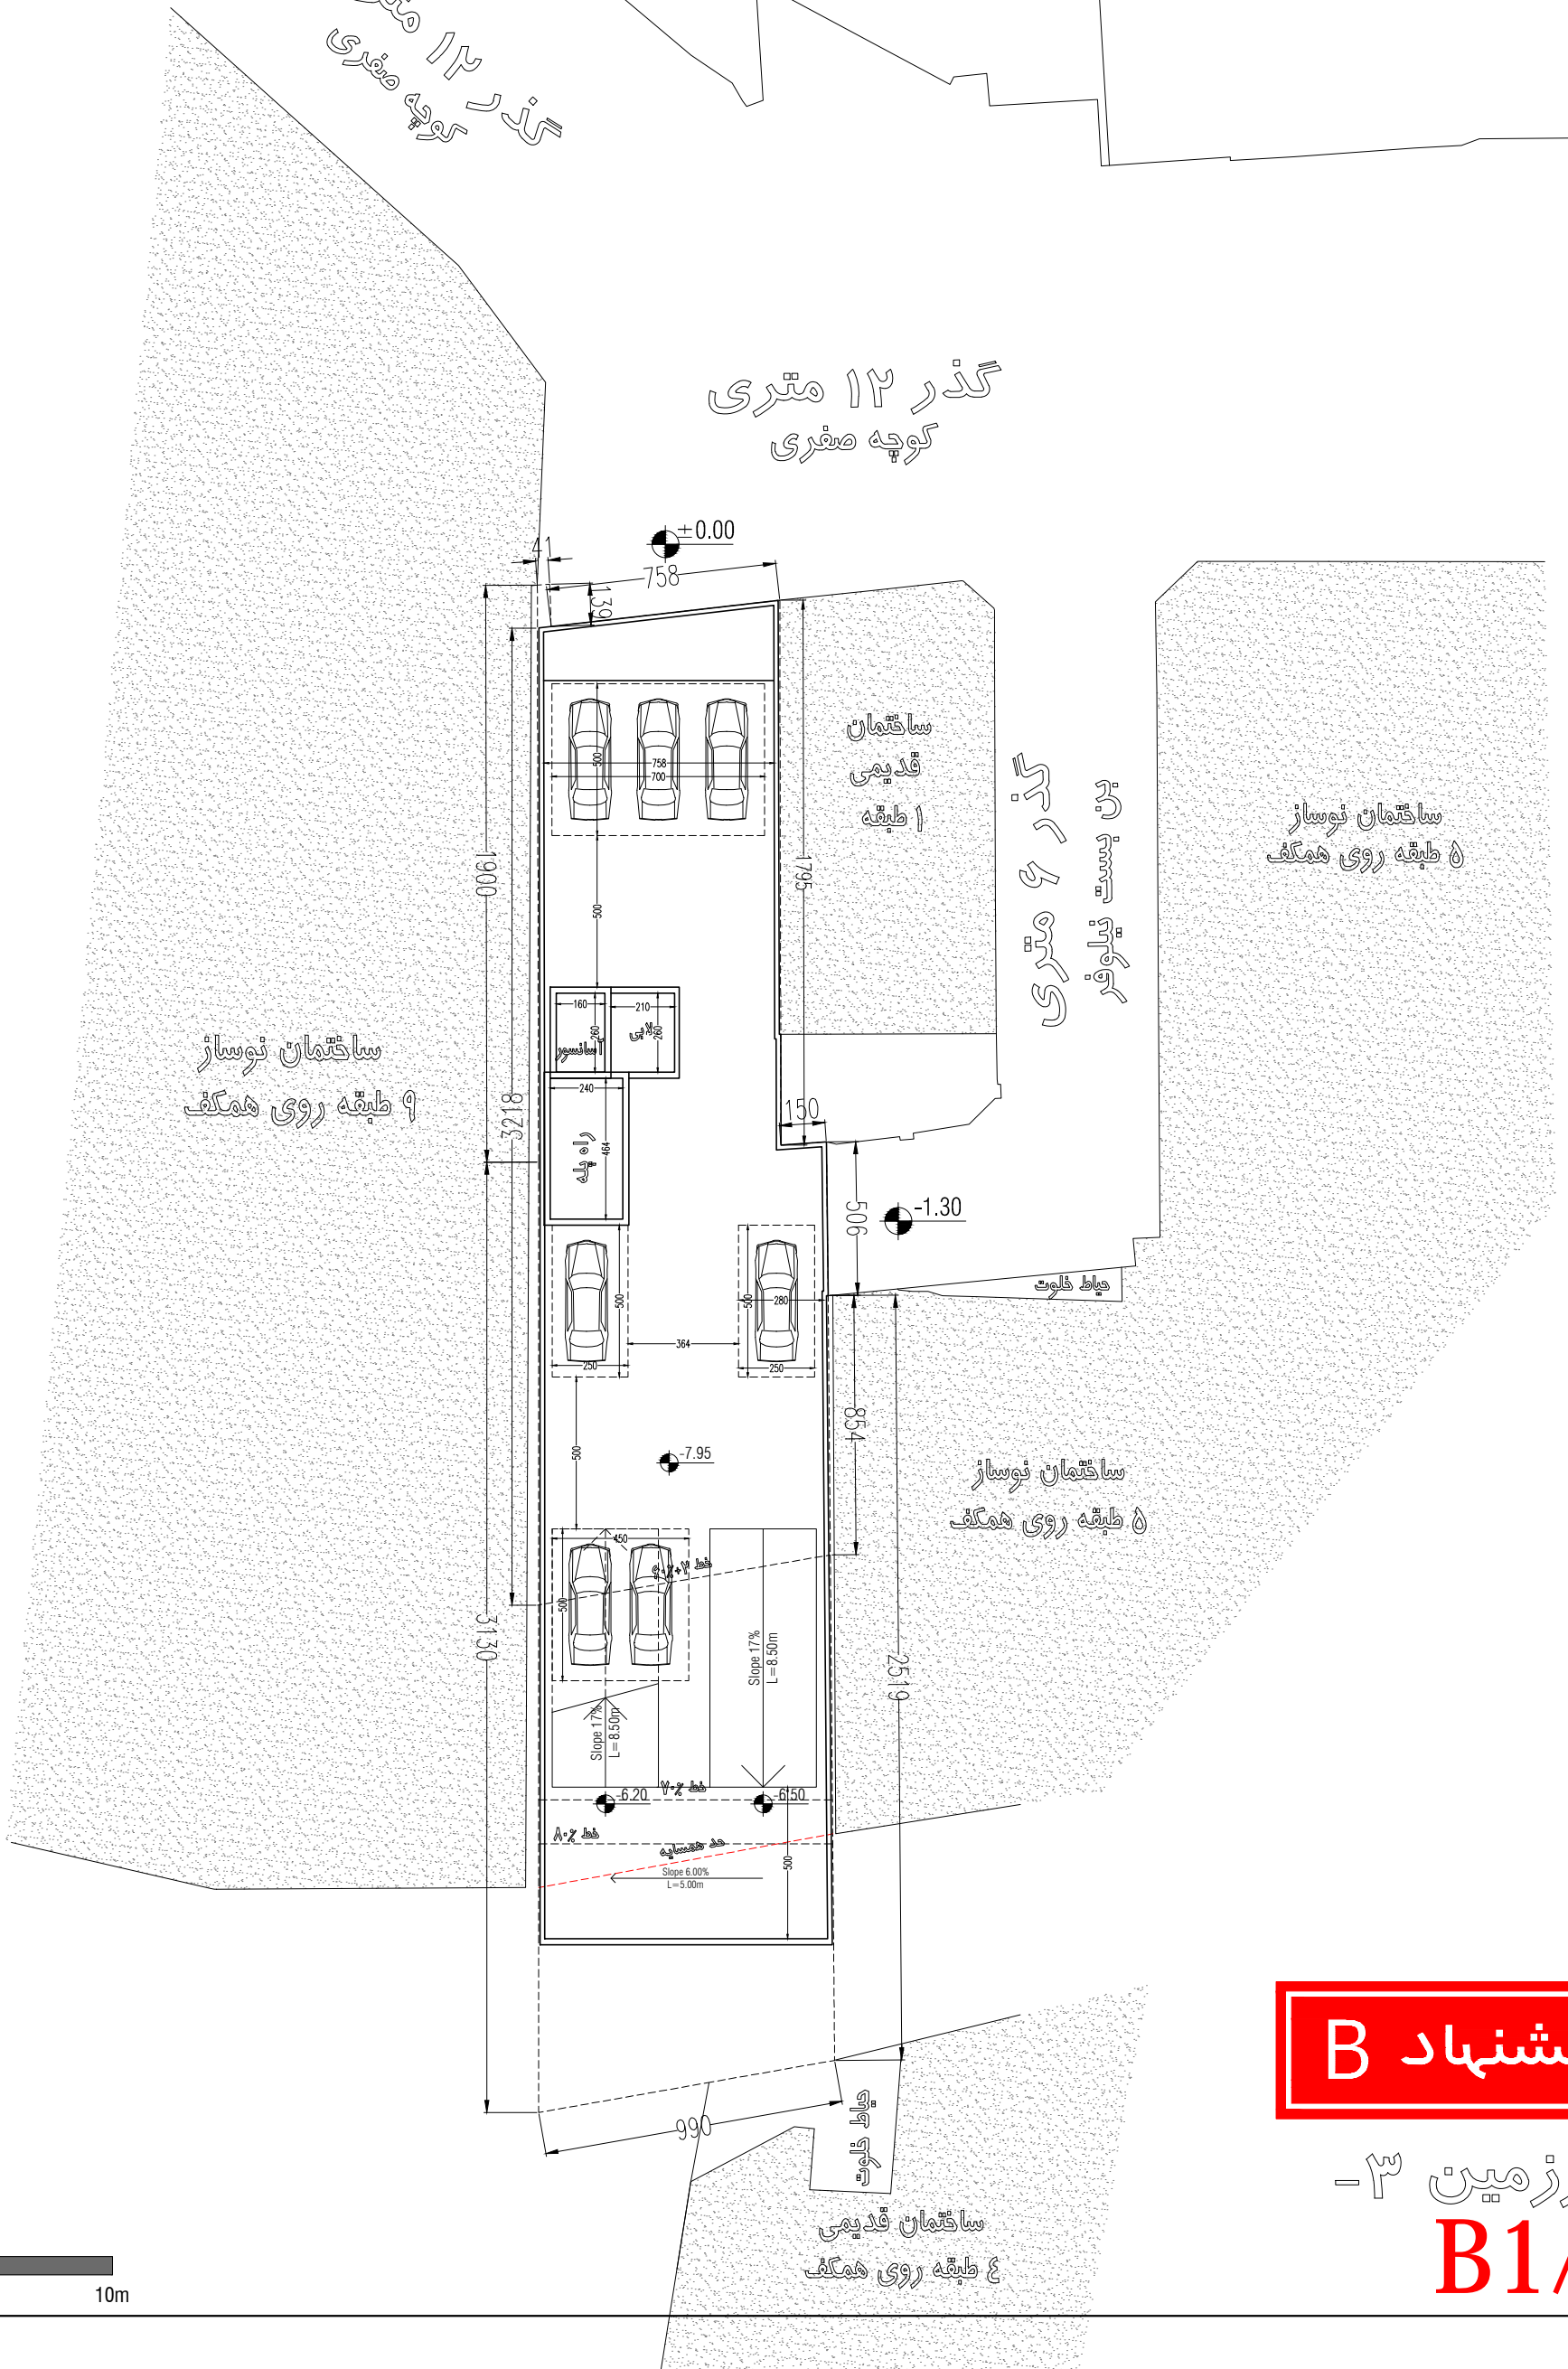 گذر ۱۲ متری
کوچه صفری
گذر ۱۲ متری
کوچه صفری
±0.00
41
758
139
ساختمان
قدیمی
۱ طبقه
گذر ۶ متری
بن بست نیلوفر
ساختمان نوساز
۵ طبقه روی همکف
500
758
700
1900
1795
500
160
210
260
260
لابی
آسانسور
ساختمان نوساز
۹ طبقه روی همکف
240
464
راه پله
3218
150
506
-1.30
حیاط خلوت
500
500
280
364
250
250
854
500
-7.95
ساختمان نوساز
۵ طبقه روی همکف
450
خط ۶۰٪+۲
500
3130
2519
Slope 17%
L=8.50m
Slope 17%
L=8.50m
خط ۷۰٪
-6.20
-6.50
خط ۸۰٪
حد همسایه
500
Slope 6.00%
L=5.00m
990
حیاط خلوت
ساختمان قدیمی
٤ طبقه روی همکف
B
-۳
B1/
10m